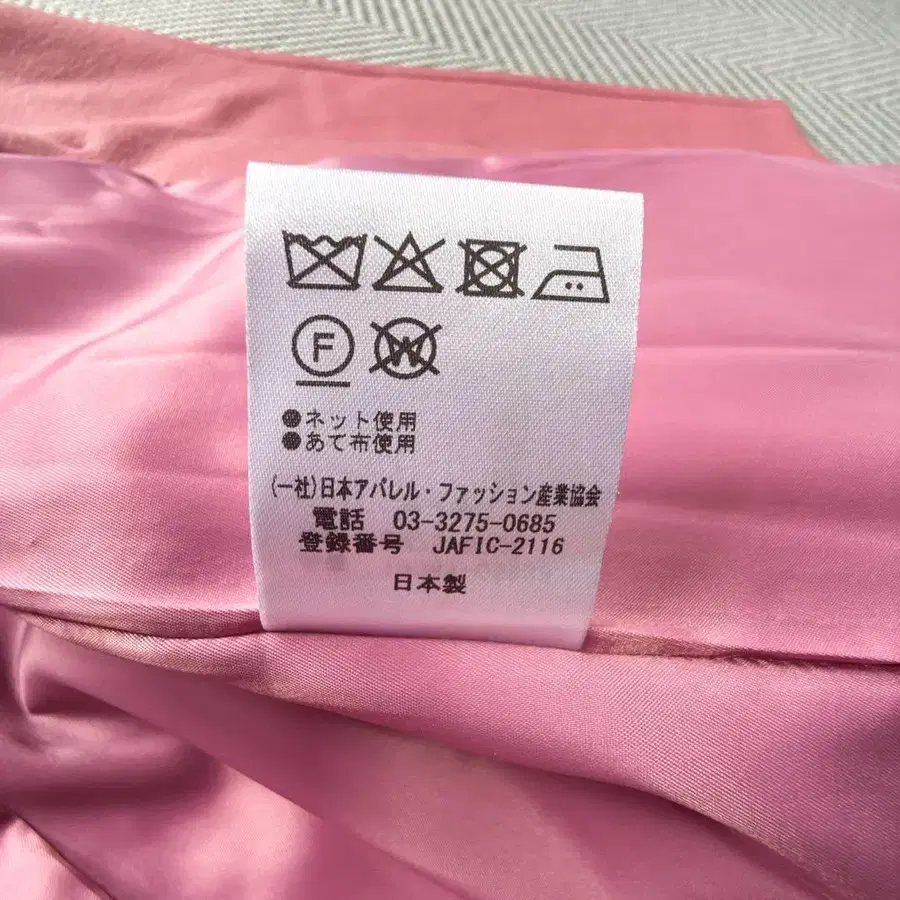 F W
●ネット使用
●あて布使用
(一社)日本アパレル・ファッション産業協会
電話 03-3275-0685
登録番号 JAFIC-2116
日本製